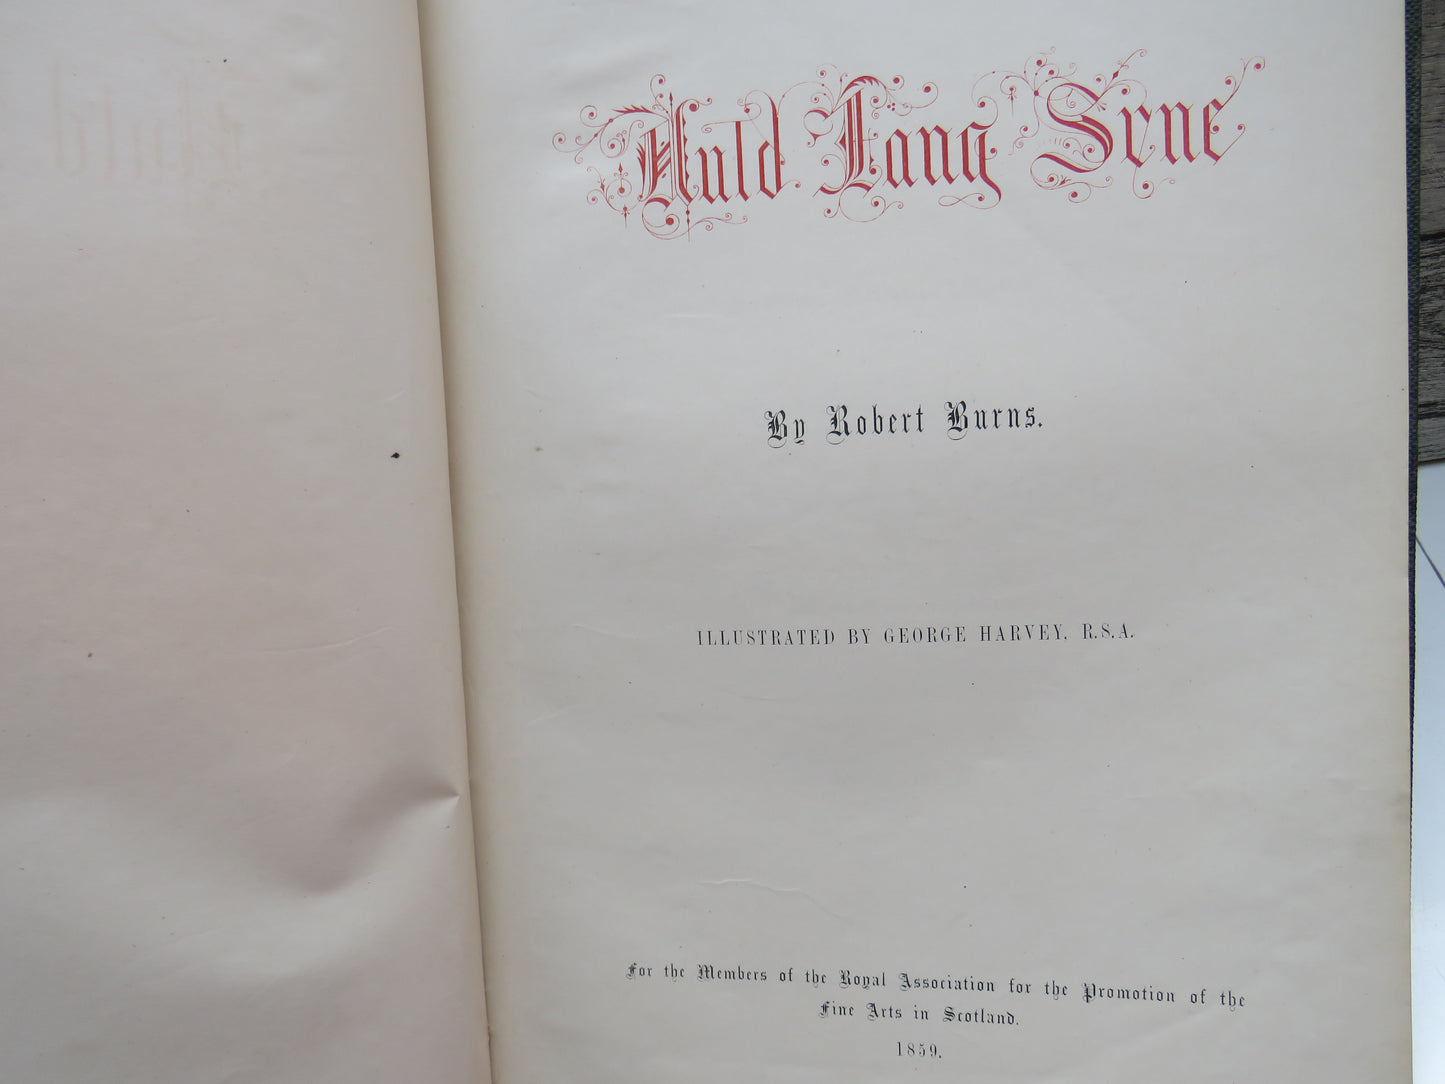 Auld Lang Syne
By Robert Burns.
ILLUSTRATED BY GEORGE HARVEY, R.S.A.
For the Members of the Royal Association for the Promotion of the
Fine Arts in Scotland.
1859.